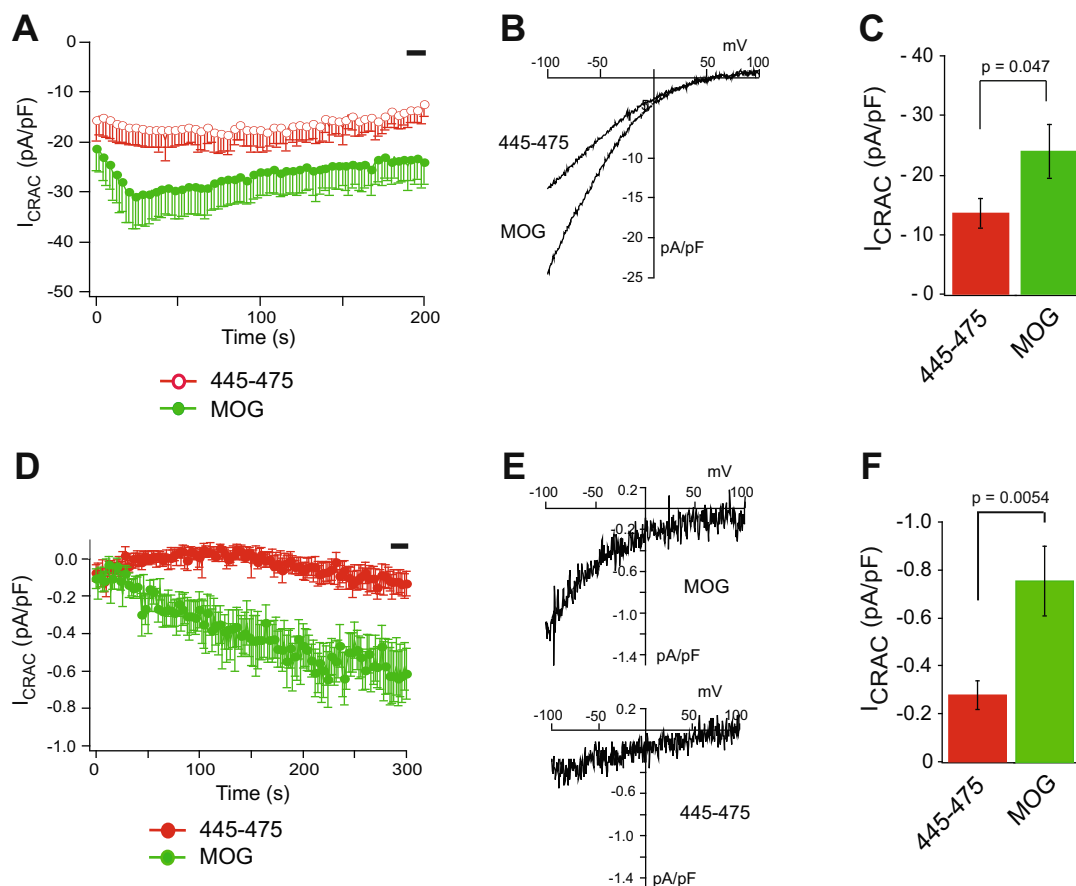 A
0
-10
-20
-30
-40
-50
I_CRAC (pA/pF)
0
100
200
Time (s)
445-475
MOG
B
mV
-100
-50
50
100
445-475
MOG
-5
-10
-15
-20
-25
pA/pF
C
p = 0.047
- 40
- 30
- 20
- 10
- 0
I_CRAC (pA/pF)
445-475
MOG
D
0.0
-0.2
-0.4
-0.6
-0.8
-1.0
I_CRAC (pA/pF)
0
100
200
300
Time (s)
445-475
MOG
E
mV
0.2
-100
-50
50
100
-0.2
-0.6
-1.0
-1.4
MOG
pA/pF
mV
0.2
-100
-50
50
100
-0.6
-1.0
-1.4
445-475
pA/pF
F
p = 0.0054
-1.0
-0.8
-0.6
-0.4
-0.2
0
I_CRAC (pA/pF)
445-475
MOG